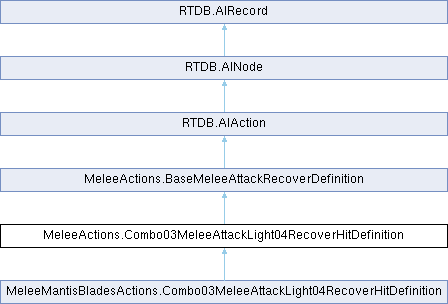 RTDB.AIRecord
RTDB.AINode
RTDB.AIAction
MeleeActions.BaseMeleeAttackRecoverDefinition
MeleeActions.Combo03MeleeAttackLight04RecoverHitDefinition
MeleeMantisBladesActions.Combo03MeleeAttackLight04RecoverHitDefinition